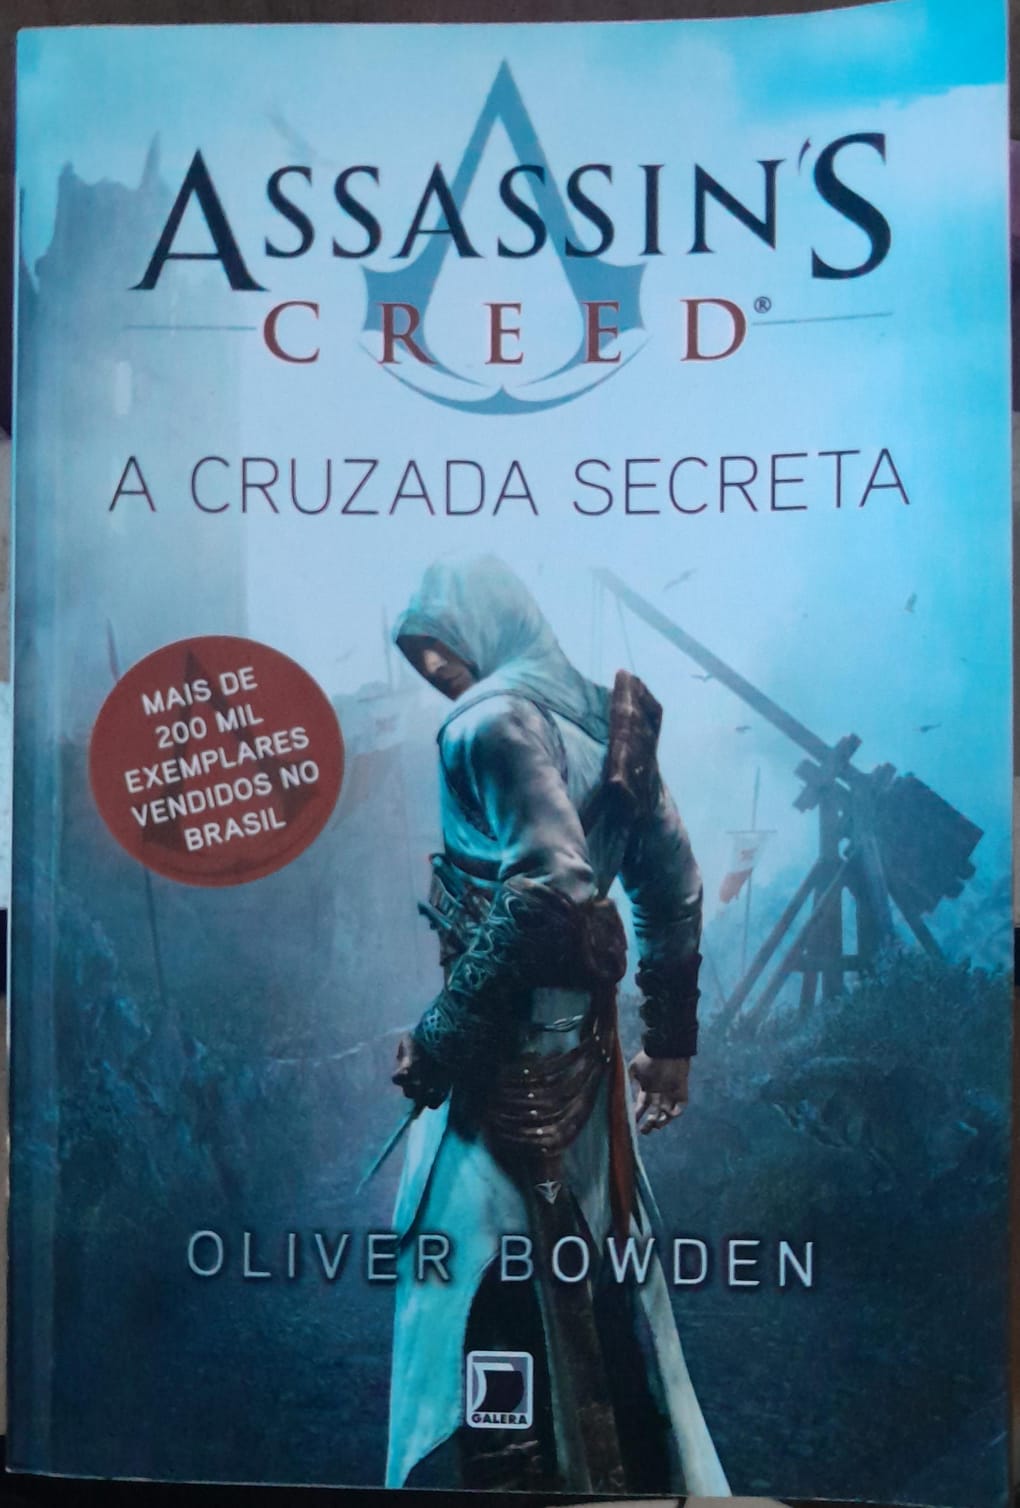 ASSASSIN'S
CREED®
A CRUZADA SECRETA
MAIS DE
200 MIL
EXEMPLARES
VENDIDOS NO
BRASIL
OLIVER BOWDEN
GALERA